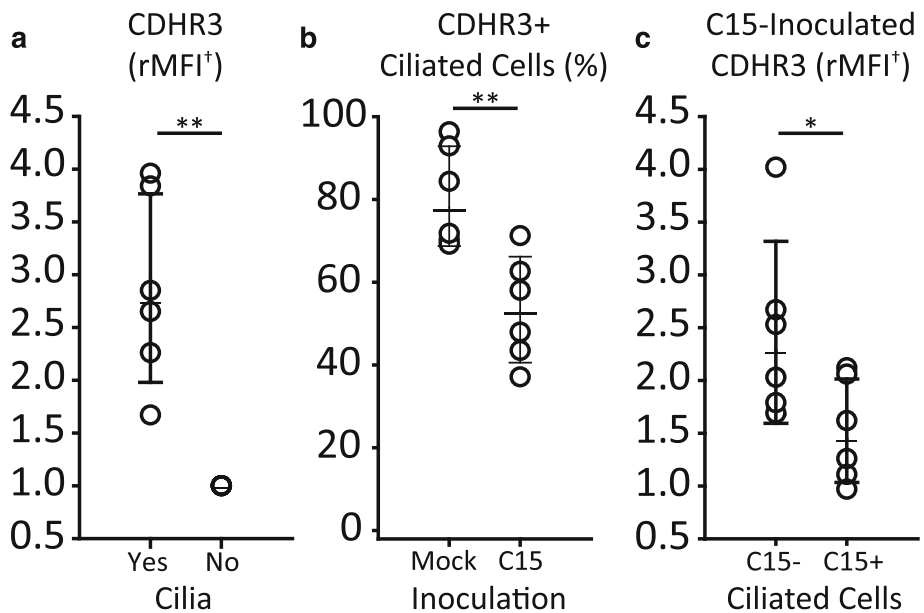 a
CDHR3
(rMFI†)
4.5
4.0
3.5
3.0
2.5
2.0
1.5
1.0
0.5
**
Yes No
Cilia
b
CDHR3+
Ciliated Cells (%)
100
80
60
40
20
0
**
Mock C15
Inoculation
c
C15-Inoculated
CDHR3 (rMFI†)
4.5
4.0
3.5
3.0
2.5
2.0
1.5
1.0
0.5
*
C15- C15+
Ciliated Cells